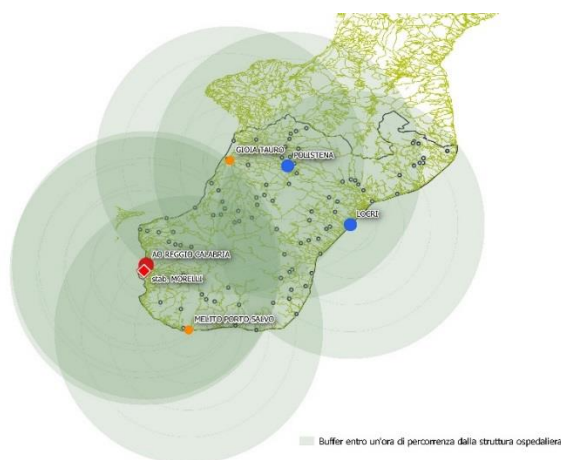 GIOIA TAURO
POLISTENA
LOCRI
AO REGGIO CALABRIA
stab. MORELLI
MELITO PORTO SALVO
Buffer entro un'ora di percorrenza dalla struttura ospedaliera